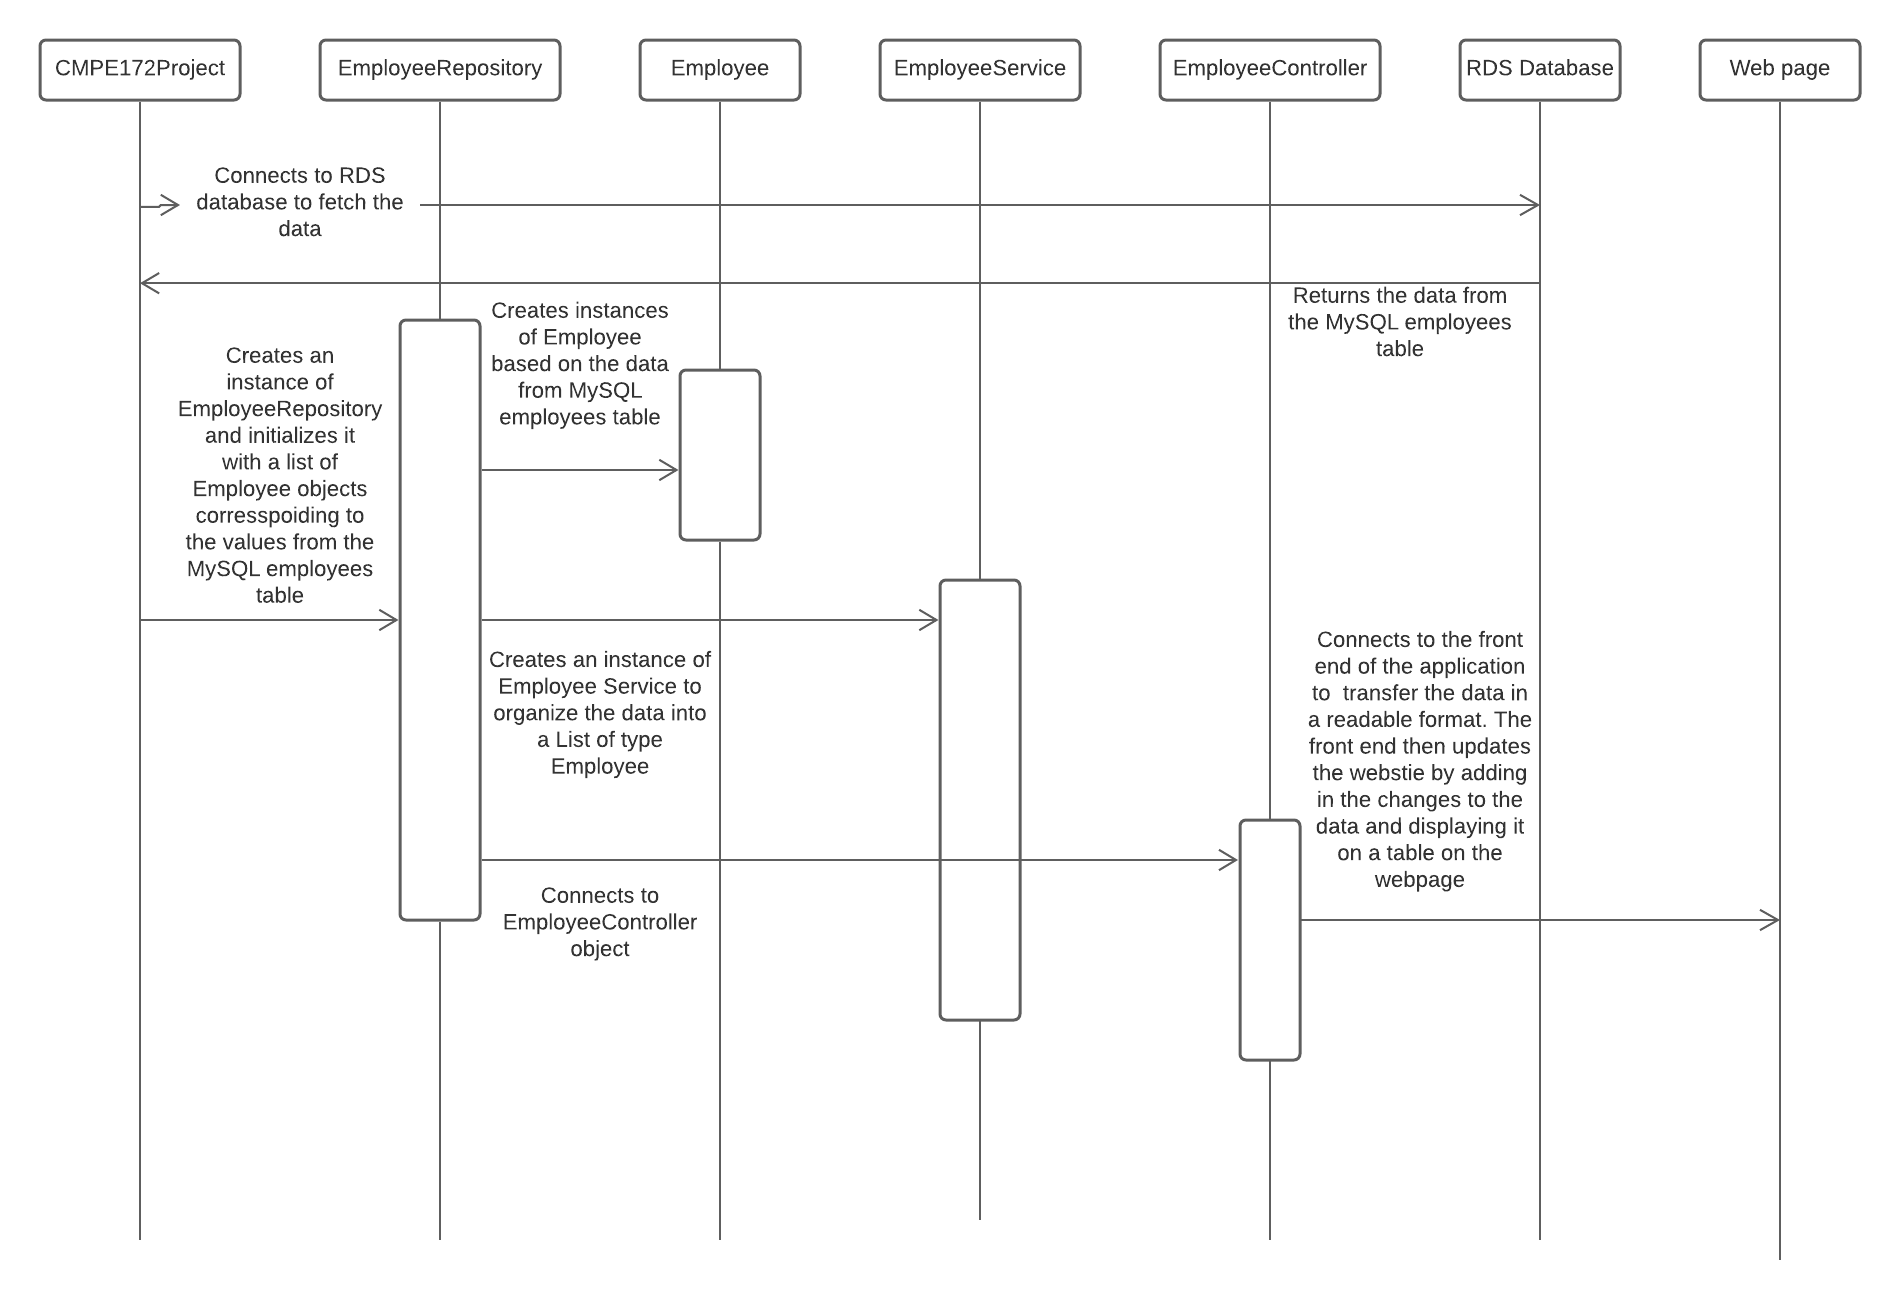 CMPE172Project
EmployeeRepository
Employee
EmployeeService
EmployeeController
RDS Database
Web page
Connects to RDS
database to fetch the
data
Returns the data from
the MySQL employees
table
Creates instances
of Employee
based on the data
from MySQL
employees table
Creates an
instance of
EmployeeRepository
and initializes it
with a list of
Employee objects
corresspoiding to
the values from the
MySQL employees
table
Creates an instance of
Employee Service to
organize the data into
a List of type
Employee
Connects to the front
end of the application
to  transfer the data in
a readable format. The
front end then updates
the webstie by adding
in the changes to the
data and displaying it
on a table on the
webpage
Connects to
EmployeeController
object